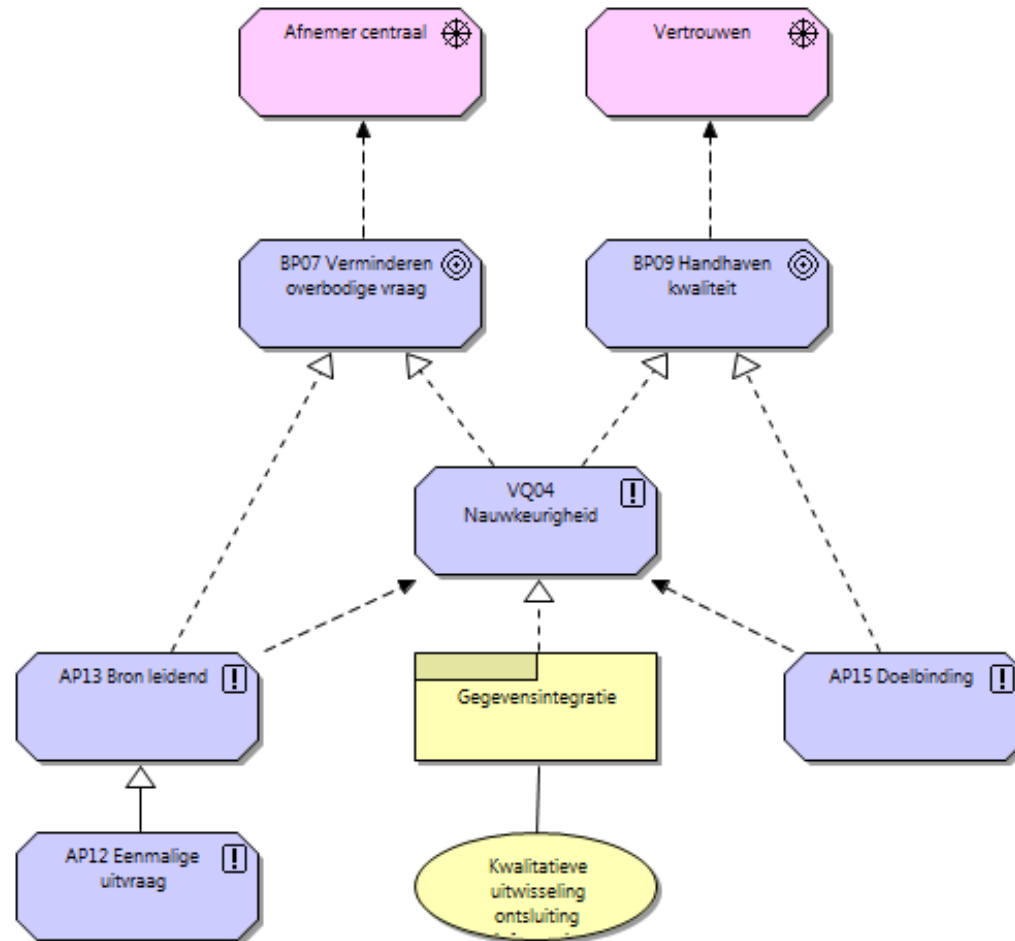 Afnemer centraal
Vertrouwen
BP07 Verminderen
overbodige vraag
BP09 Handhaven
kwaliteit
VQ04
Nauwkeurigheid
AP13 Bron leidend
Gegevensintegratie
AP15 Doelbinding
AP12 Eenmalige
uitvraag
Kwalitatieve
uitwisseling
ontsluiting